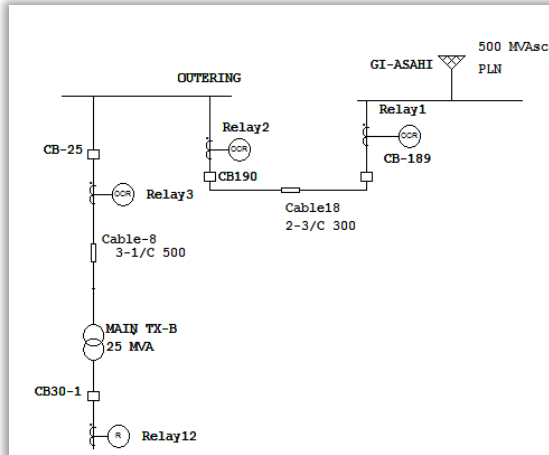 500 MVAsc
GI-ASAHI
PLN
OUTERING
Relay1
Relay2
OCR
OCR
CB-25
CB-189
CB190
OCR
Relay3
Cable18
2-3/C 300
Cable-8
3-1/C 500
MAIN TX-B
25 MVA
CB30-1
R
Relay12